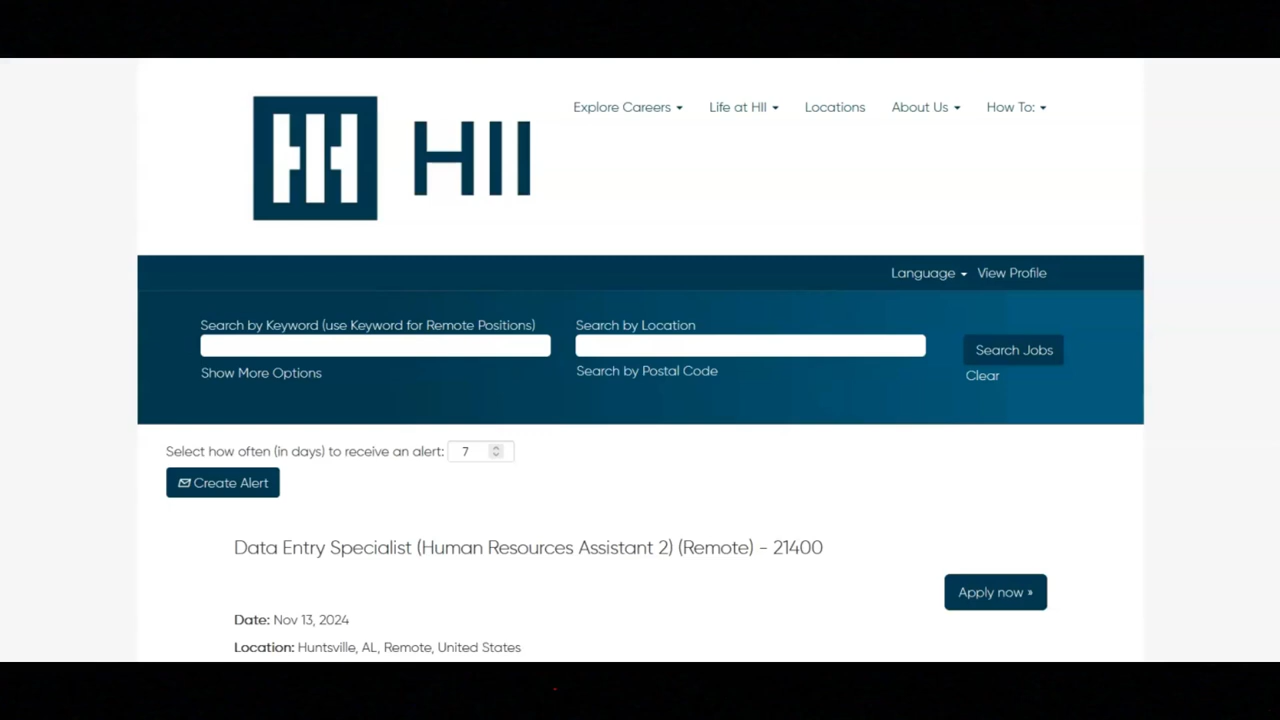 HII
Explore Careers
Life at HII
Locations
About Us
How To:
Language
View Profile
Search by Keyword (use Keyword for Remote Positions)
Search by Location
Search Jobs
Show More Options
Search by Postal Code
Clear
Select how often (in days) to receive an alert: 7
Create Alert
Data Entry Specialist (Human Resources Assistant 2) (Remote) - 21400
Apply now »
Date: Nov 13, 2024
Location: Huntsville, AL, Remote, United States